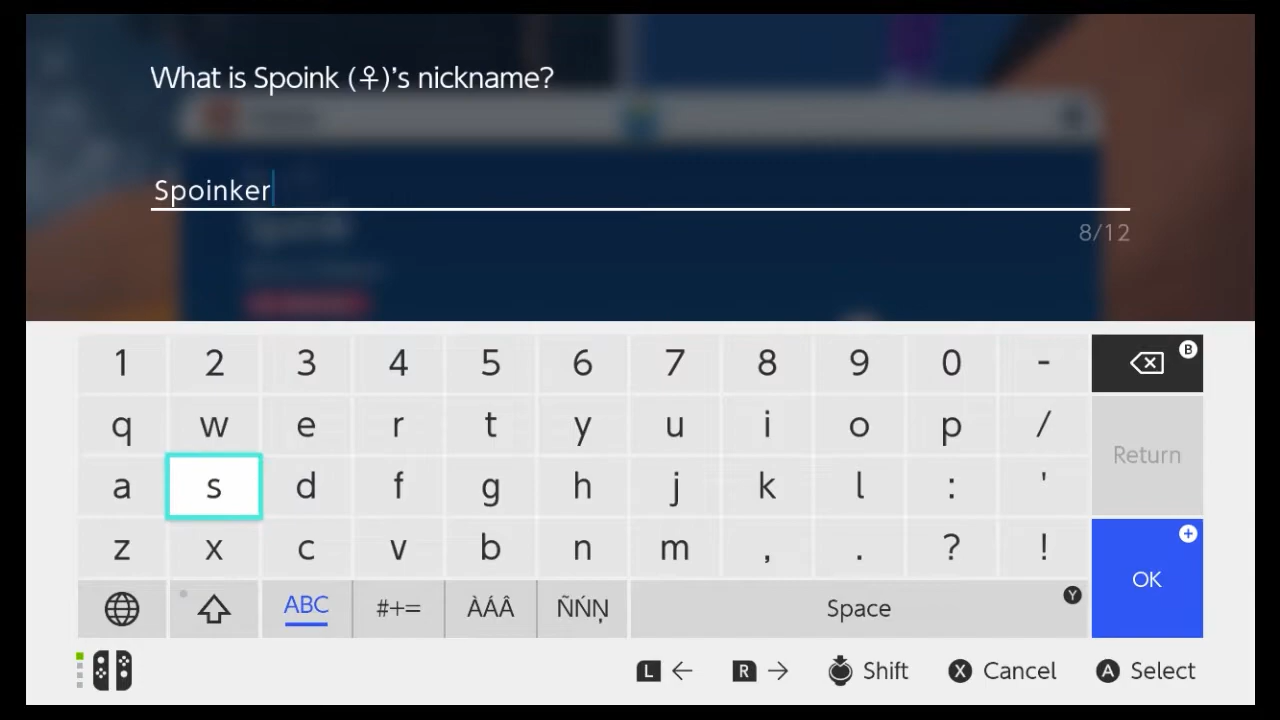 What is Spoink (♀)'s nickname?
Spoinker
8/12
1 2 3 4 5 6 7 8 9 0 -
B
q w e r t y u i o p /
Return
a s d f g h j k l : '
z x c v b n m , . ? !
+
OK
ABC #+= ÀÁÂ ÑŃŅ Space Y
L ← R → Shift X Cancel A Select